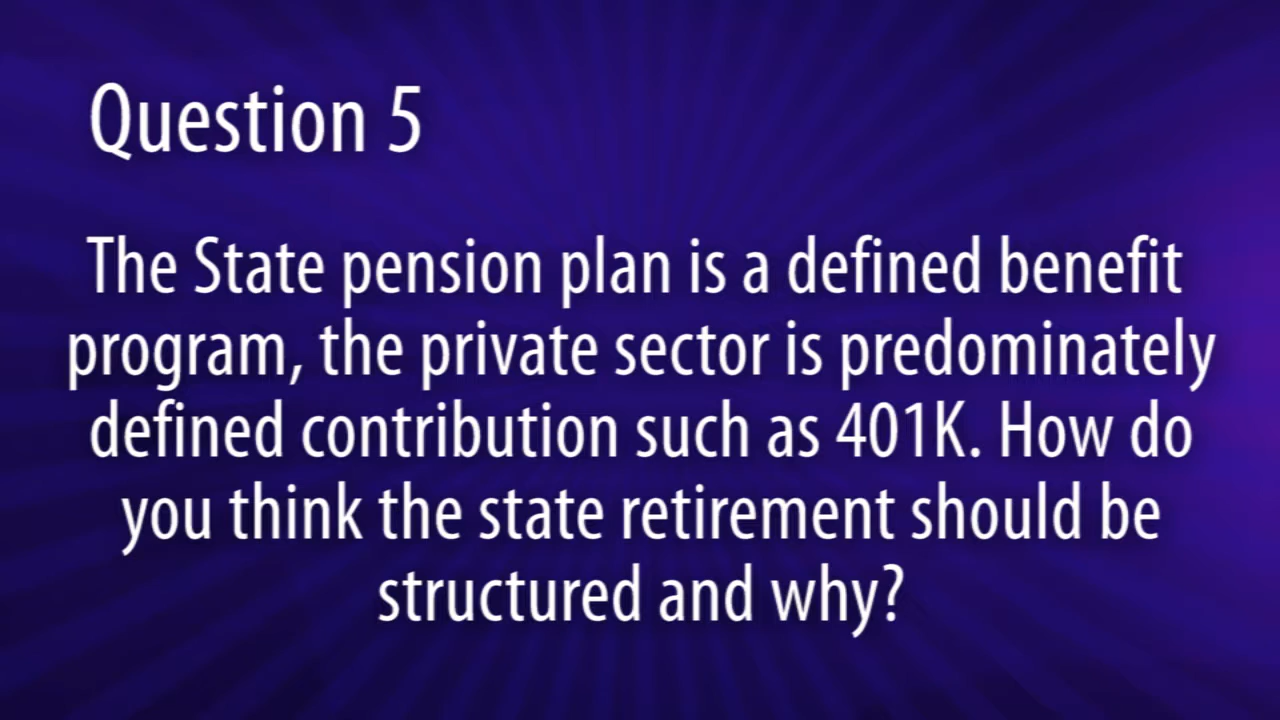 Question 5
The State pension plan is a defined benefit
program, the private sector is predominately
defined contribution such as 401K. How do
you think the state retirement should be
structured and why?